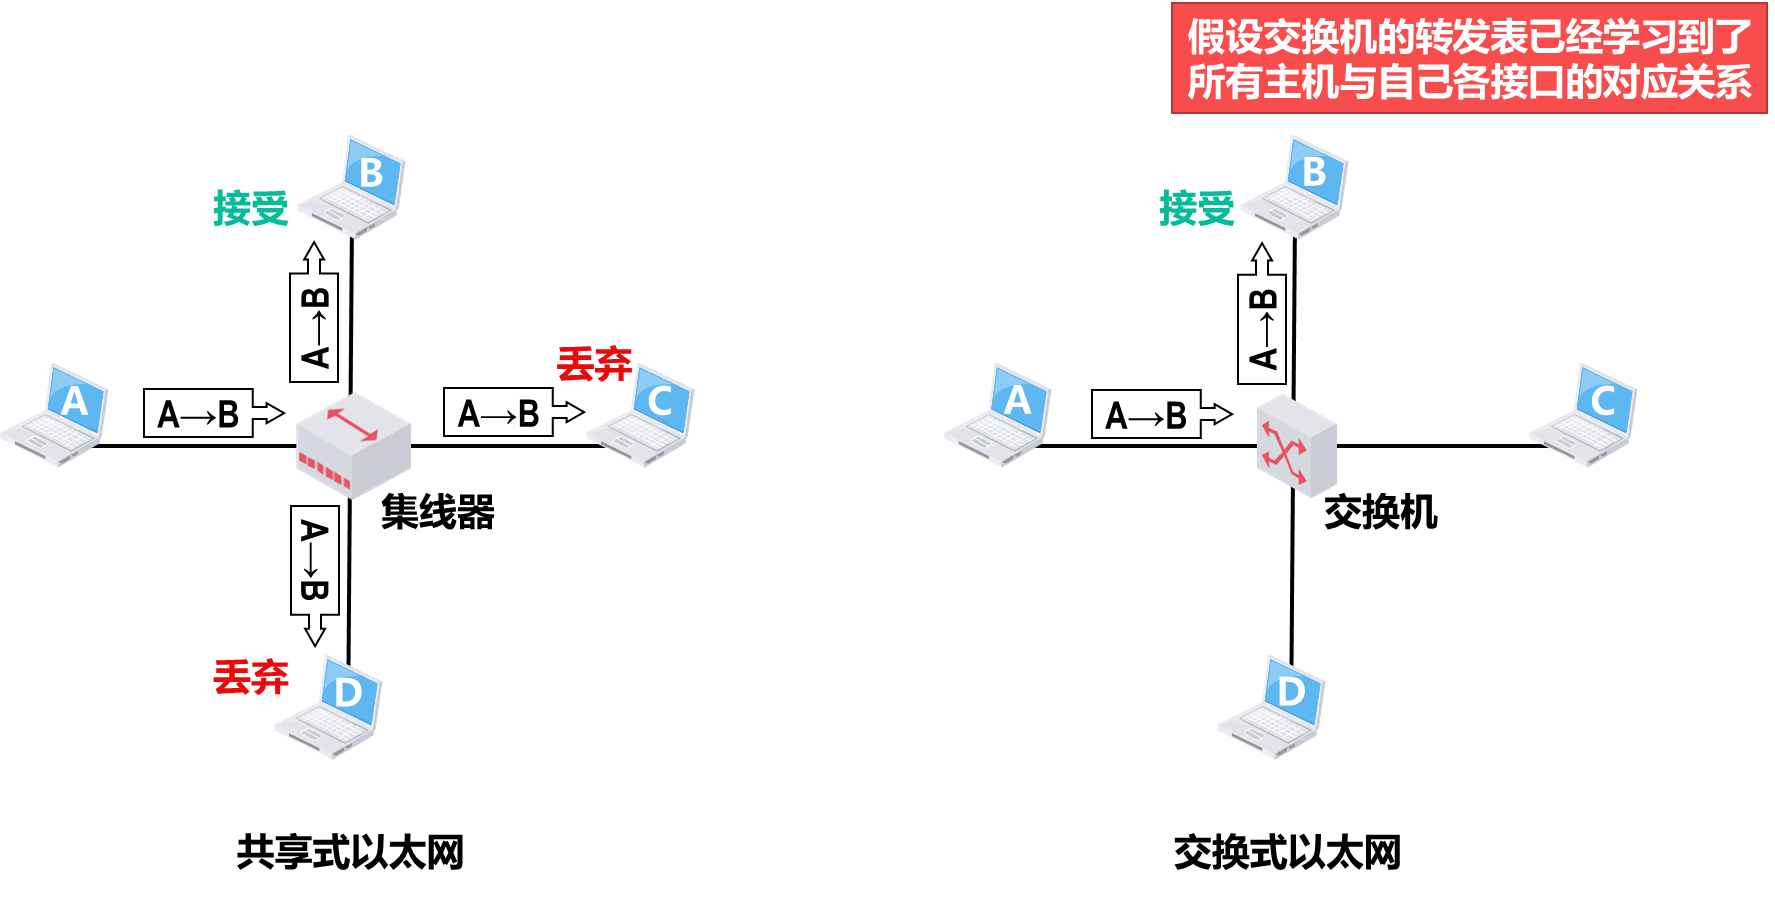 假设交换机的转发表已经学习到了
所有主机与自己各接口的对应关系
B
接受
A→B
丢弃
A
A→B
A→B
C
集线器
A→B
丢弃
D
共享式以太网
B
接受
A→B
A
A→B
C
交换机
D
交换式以太网